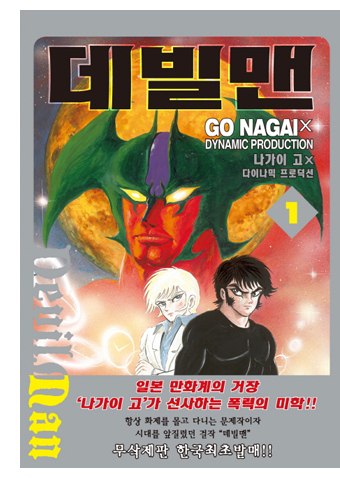 데빌맨
GO NAGAI×
DYNAMIC PRODUCTION
나가이 고×
다이나믹 프로덕션
1
Devil Man
일본 만화계의 거장
‘나가이 고’가 선사하는 폭력의 미학!!
항상 화제를 몰고 다니는 문제작이자
시대를 앞질렀던 걸작 “데빌맨”
무삭제판 한국최초발매!!